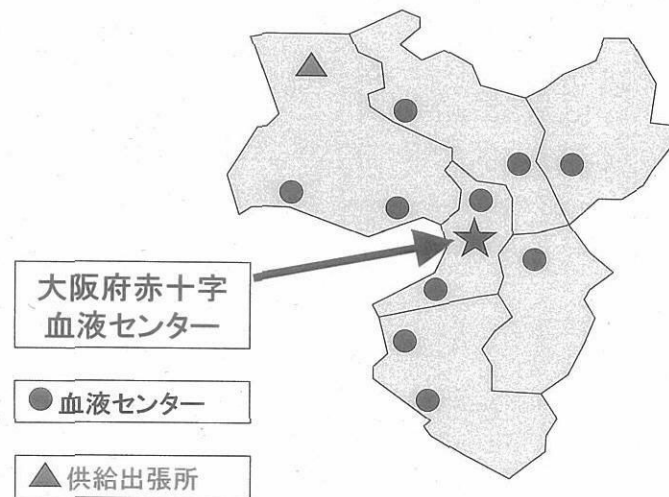 大阪府赤十字
血液センター
血液センター
供給出張所